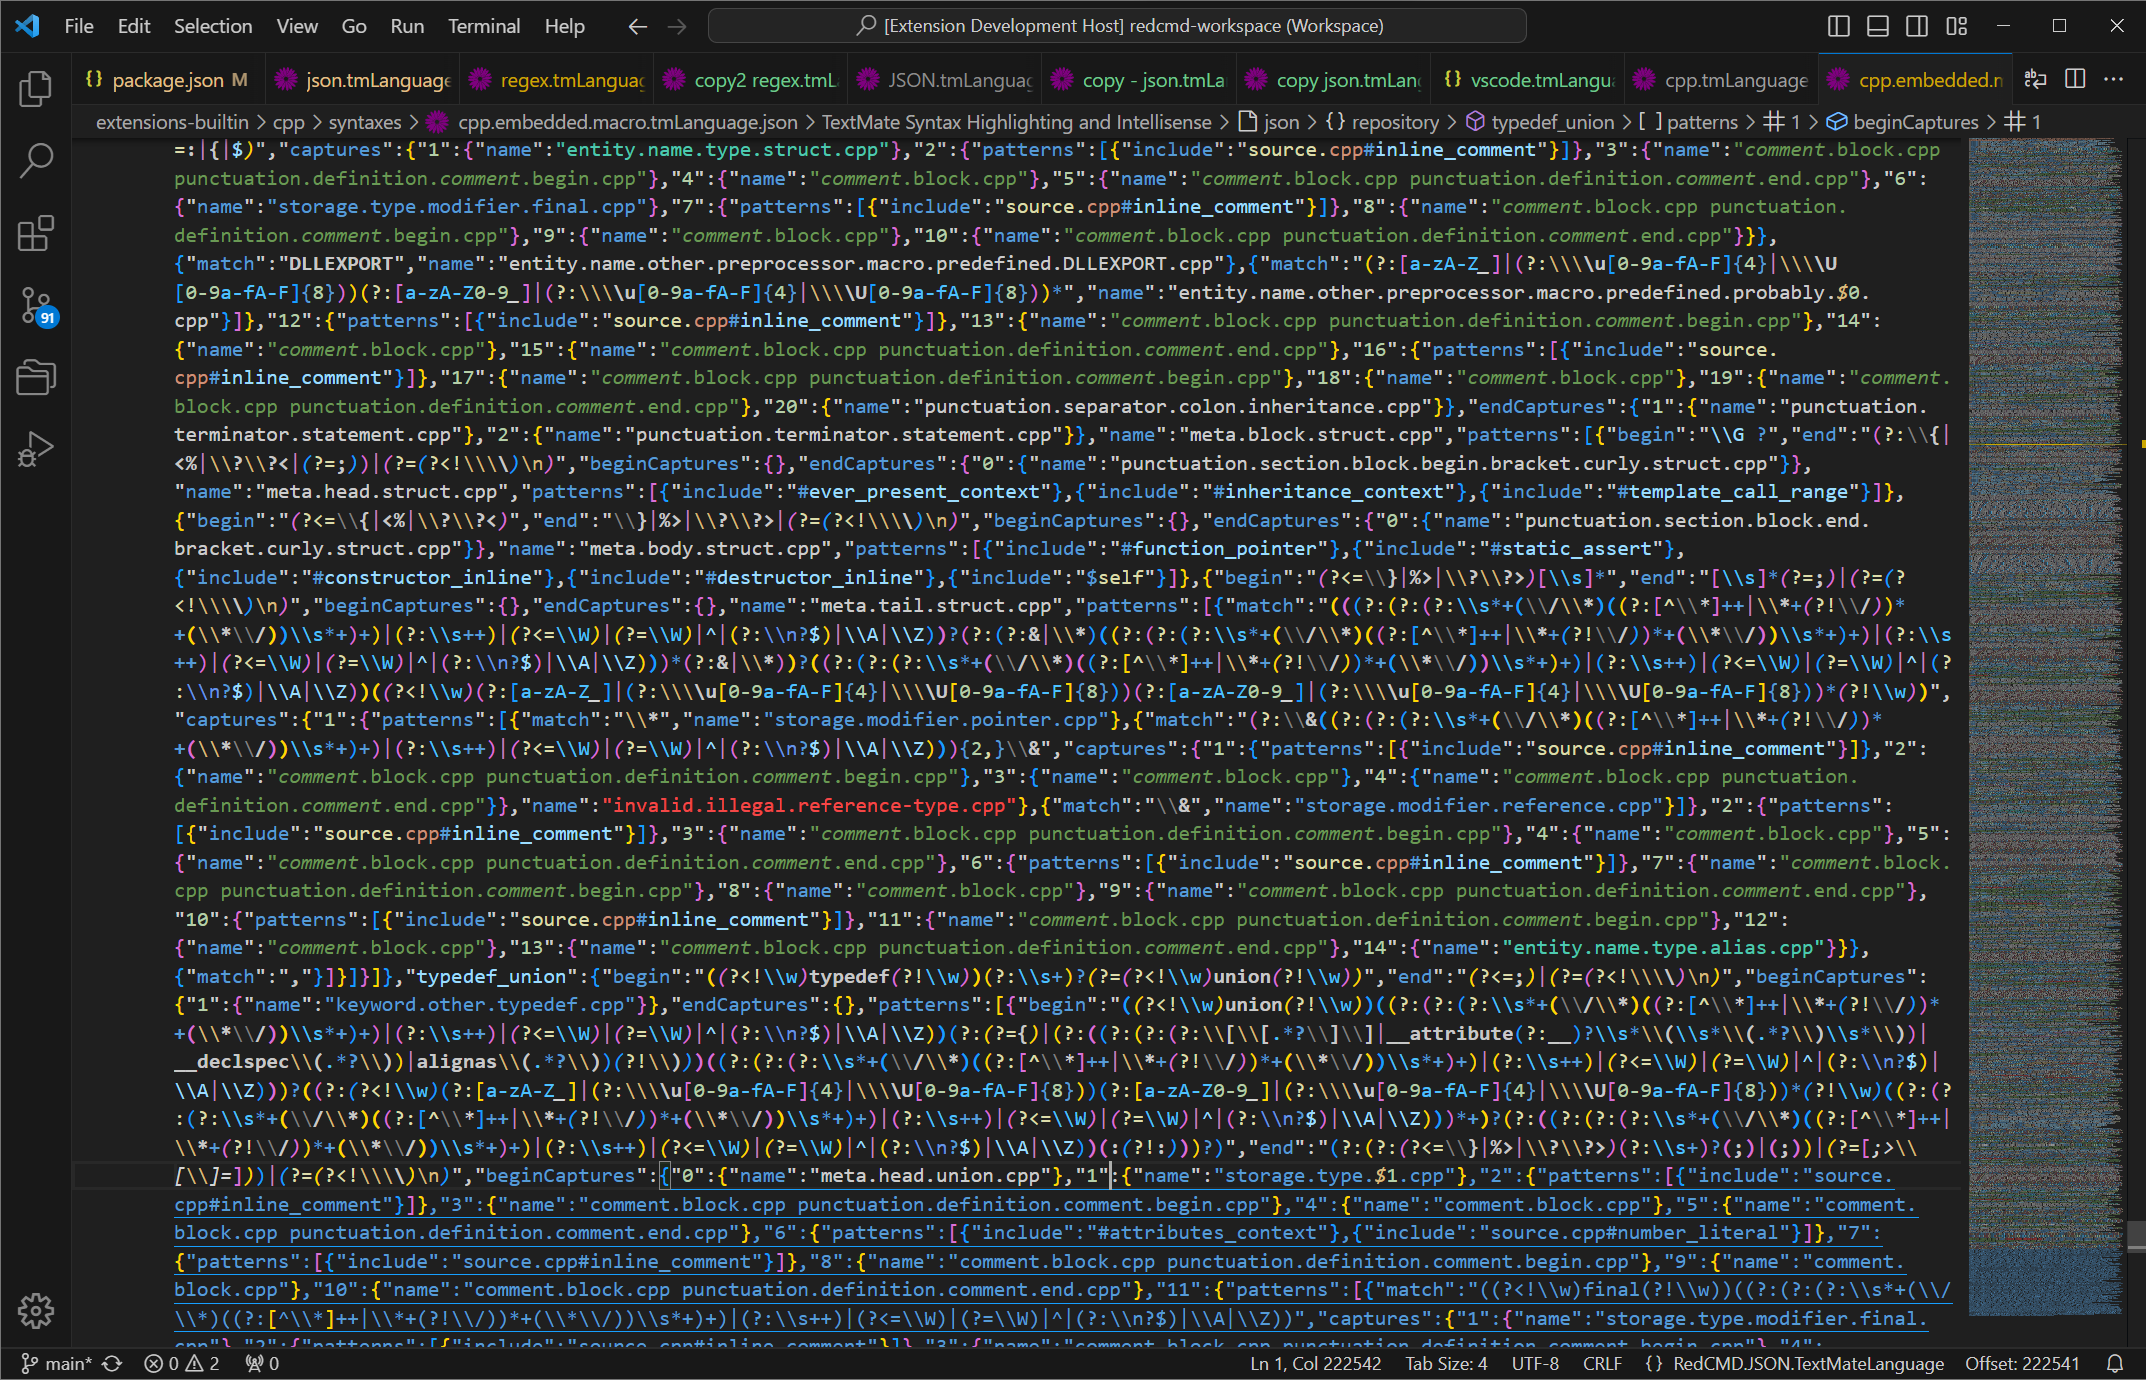 File Edit Selection View Go Run Terminal Help
[Extension Development Host] redcmd-workspace (Workspace)
{} package.json M
json.tmLanguage
regex.tmLanguag
copy2 regex.tmL
JSON.tmLanguag
copy - json.tmLa
copy json.tmLan
{} vscode.tmLangu
cpp.tmLanguage
cpp.embedded.m
extensions-builtin > cpp > syntaxes > cpp.embedded.macro.tmLanguage.json > TextMate Syntax Highlighting and Intellisense > json > {} repository > typedef_union > [ ] patterns > 1 > beginCaptures > 1
=:|{|$)","captures":{"1":{"name":"entity.name.type.struct.cpp"},"2":{"patterns":[{"include":"source.cpp#inline_comment"}]},"3":{"name":"comment.block.cpp
punctuation.definition.comment.begin.cpp"},"4":{"name":"comment.block.cpp"},"5":{"name":"comment.block.cpp punctuation.definition.comment.end.cpp"},"6":
{"name":"storage.type.modifier.final.cpp"},"7":{"patterns":[{"include":"source.cpp#inline_comment"}]},"8":{"name":"comment.block.cpp punctuation.
definition.comment.begin.cpp"},"9":{"name":"comment.block.cpp"},"10":{"name":"comment.block.cpp punctuation.definition.comment.end.cpp"}}},
{"match":"DLLEXPORT","name":"entity.name.other.preprocessor.macro.predefined.DLLEXPORT.cpp"},{"match":"(?:[a-zA-Z_]|(?:\\\\u[0-9a-fA-F]{4}|\\\\U
[0-9a-fA-F]{8}))(?:[a-zA-Z0-9_]|(?:\\\\u[0-9a-fA-F]{4}|\\\\U[0-9a-fA-F]{8}))*","name":"entity.name.other.preprocessor.macro.predefined.probably.$0.
cpp"}]},"12":{"patterns":[{"include":"source.cpp#inline_comment"}]},"13":{"name":"comment.block.cpp punctuation.definition.comment.begin.cpp"},"14":
{"name":"comment.block.cpp"},"15":{"name":"comment.block.cpp punctuation.definition.comment.end.cpp"},"16":{"patterns":[{"include":"source.
cpp#inline_comment"}]},"17":{"name":"comment.block.cpp punctuation.definition.comment.begin.cpp"},"18":{"name":"comment.block.cpp"},"19":{"name":"comment.
block.cpp punctuation.definition.comment.end.cpp"},"20":{"name":"punctuation.separator.colon.inheritance.cpp"}},"endCaptures":{"1":{"name":"punctuation.
terminator.statement.cpp"},"2":{"name":"punctuation.terminator.statement.cpp"}},"name":"meta.block.struct.cpp","patterns":[{"begin":"\\G ?","end":"(?:\\{|
<%|\\?\\?<|(?=;))|(?=(?<!\\\\)\n)","beginCaptures":{},"endCaptures":{"0":{"name":"punctuation.section.block.begin.bracket.curly.struct.cpp"}},
"name":"meta.head.struct.cpp","patterns":[{"include":"#ever_present_context"},{"include":"#inheritance_context"},{"include":"#template_call_range"}]},
{"begin":"(?<=\\{|<%|\\?\\?<)","end":"\\}|%>|\\?\\?>|(?=(?<!\\\\)\n)","beginCaptures":{},"endCaptures":{"0":{"name":"punctuation.section.block.end.
bracket.curly.struct.cpp"}},"name":"meta.body.struct.cpp","patterns":[{"include":"#function_pointer"},{"include":"#static_assert"},
{"include":"#constructor_inline"},{"include":"#destructor_inline"},{"include":"$self"}]},{"begin":"(?<=\\}|%>|\\?\\?>)[\\s]*","end":"[\\s]*(?=;)|(?=(?
<!\\\\)\n)","beginCaptures":{},"endCaptures":{},"name":"meta.tail.struct.cpp","patterns":[{"match":"(((?:(?:(?:\\s*+(\\/\\*)((?:[^\\*]++|\\*+(?!\\/))*
+(\\*\\/))\\s*+)+)|(?:\\s++)|(?<=\\W)|(?=\\W)|^|(?:\\n?$)|\\A|\\Z))?(?:(?:&|\\*)((?:(?:(?:\\s*+(\\/\\*)((?:[^\\*]++|\\*+(?!\\/))*+(\\*\\/))\\s*+)+)|(?:\\s
++)|(?<=\\W)|(?=\\W)|^|(?:\\n?$)|\\A|\\Z)))*(?:&|\\*))?((?:(?:(?:\\s*+(\\/\\*)((?:[^\\*]++|\\*+(?!\\/))*+(\\*\\/))\\s*+)+)|(?:\\s++)|(?<=\\W)|(?=\\W)|^|(?
:\\n?$)|\\A|\\Z))((?<!\\w)(?:[a-zA-Z_]|(?:\\\\u[0-9a-fA-F]{4}|\\\\U[0-9a-fA-F]{8}))(?:[a-zA-Z0-9_]|(?:\\\\u[0-9a-fA-F]{4}|\\\\U[0-9a-fA-F]{8}))*(?!\\w))",
"captures":{"1":{"patterns":[{"match":"\\*","name":"storage.modifier.pointer.cpp"},{"match":"(?:\\&((?:(?:(?:\\s*+(\\/\\*)((?:[^\\*]++|\\*+(?!\\/))*
+(\\*\\/))\\s*+)+)|(?:\\s++)|(?<=\\W)|(?=\\W)|^|(?:\\n?$)|\\A|\\Z))){2,}\\&","captures":{"1":{"patterns":[{"include":"source.cpp#inline_comment"}]},"2":
{"name":"comment.block.cpp punctuation.definition.comment.begin.cpp"},"3":{"name":"comment.block.cpp"},"4":{"name":"comment.block.cpp punctuation.
definition.comment.end.cpp"}},"name":"invalid.illegal.reference-type.cpp"},{"match":"\\&","name":"storage.modifier.reference.cpp"}]},"2":{"patterns":
[{"include":"source.cpp#inline_comment"}]},"3":{"name":"comment.block.cpp punctuation.definition.comment.begin.cpp"},"4":{"name":"comment.block.cpp"},"5":
{"name":"comment.block.cpp punctuation.definition.comment.end.cpp"},"6":{"patterns":[{"include":"source.cpp#inline_comment"}]},"7":{"name":"comment.block.
cpp punctuation.definition.comment.begin.cpp"},"8":{"name":"comment.block.cpp"},"9":{"name":"comment.block.cpp punctuation.definition.comment.end.cpp"},
"10":{"patterns":[{"include":"source.cpp#inline_comment"}]},"11":{"name":"comment.block.cpp punctuation.definition.comment.begin.cpp"},"12":
{"name":"comment.block.cpp"},"13":{"name":"comment.block.cpp punctuation.definition.comment.end.cpp"},"14":{"name":"entity.name.type.alias.cpp"}}},
{"match":","}]}]}]},"typedef_union":{"begin":"((?<!\\w)typedef(?!\\w))(?:\\s+)?(?=(?<!\\w)union(?!\\w))","end":"(?<=;)|(?=(?<!\\\\)\n)","beginCaptures":
{"1":{"name":"keyword.other.typedef.cpp"}},"endCaptures":{},"patterns":[{"begin":"((?<!\\w)union(?!\\w))((?:(?:(?:\\s*+(\\/\\*)((?:[^\\*]++|\\*+(?!\\/))*
+(\\*\\/))\\s*+)+)|(?:\\s++)|(?<=\\W)|(?=\\W)|^|(?:\\n?$)|\\A|\\Z))(?:(?={)|(?:((?:(?:(?:\\[\\[.*?\\]\\]|__attribute(?:__)?\\s*\\(\\s*\\(.*?\\)\\s*\\))|
__declspec\\(.*?\\))|alignas\\(.*?\\))(?!\\)))((?:(?:(?:\\s*+(\\/\\*)((?:[^\\*]++|\\*+(?!\\/))*+(\\*\\/))\\s*+)+)|(?:\\s++)|(?<=\\W)|(?=\\W)|^|(?:\\n?$)|
\\A|\\Z)))?((?:(?<!\\w)(?:[a-zA-Z_]|(?:\\\\u[0-9a-fA-F]{4}|\\\\U[0-9a-fA-F]{8}))(?:[a-zA-Z0-9_]|(?:\\\\u[0-9a-fA-F]{4}|\\\\U[0-9a-fA-F]{8}))*(?!\\w)((?:(?
:(?:\\s*+(\\/\\*)((?:[^\\*]++|\\*+(?!\\/))*+(\\*\\/))\\s*+)+)|(?:\\s++)|(?<=\\W)|(?=\\W)|^|(?:\\n?$)|\\A|\\Z)))*+)?(?:((?:(?:(?:\\s*+(\\/\\*)((?:[^\\*]++|
\\*+(?!\\/))*+(\\*\\/))\\s*+)+)|(?:\\s++)|(?<=\\W)|(?=\\W)|^|(?:\\n?$)|\\A|\\Z))(:(?!:)))?)","end":"(?:(?:(?<=\\}|%>|\\?\\?>)(?:\\s+)?(;)|(;))|(?=[;>\\
[\\]=]))|(?=(?<!\\\\)\n)","beginCaptures":{"0":{"name":"meta.head.union.cpp"},"1":{"name":"storage.type.$1.cpp"},"2":{"patterns":[{"include":"source.
cpp#inline_comment"}]},"3":{"name":"comment.block.cpp punctuation.definition.comment.begin.cpp"},"4":{"name":"comment.block.cpp"},"5":{"name":"comment.
block.cpp punctuation.definition.comment.end.cpp"},"6":{"patterns":[{"include":"#attributes_context"},{"include":"source.cpp#number_literal"}]},"7":
{"patterns":[{"include":"source.cpp#inline_comment"}]},"8":{"name":"comment.block.cpp punctuation.definition.comment.begin.cpp"},"9":{"name":"comment.
block.cpp"},"10":{"name":"comment.block.cpp punctuation.definition.comment.end.cpp"},"11":{"patterns":[{"match":"((?<!\\w)final(?!\\w))((?:(?:(?:\\s*+(\\/
\\*)((?:[^\\*]++|\\*+(?!\\/))*+(\\*\\/))\\s*+)+)|(?:\\s++)|(?<=\\W)|(?=\\W)|^|(?:\\n?$)|\\A|\\Z))","captures":{"1":{"name":"storage.type.modifier.final.
cpp"},"2":{"patterns":[{"include":"source.cpp#inline_comment"}]},"3":{"name":"comment.block.cpp punctuation.definition.comment.begin.cpp"},"4":
91
main* 0 2 0
Ln 1, Col 222542 Tab Size: 4 UTF-8 CRLF {} RedCMD.JSON.TextMateLanguage Offset: 222541